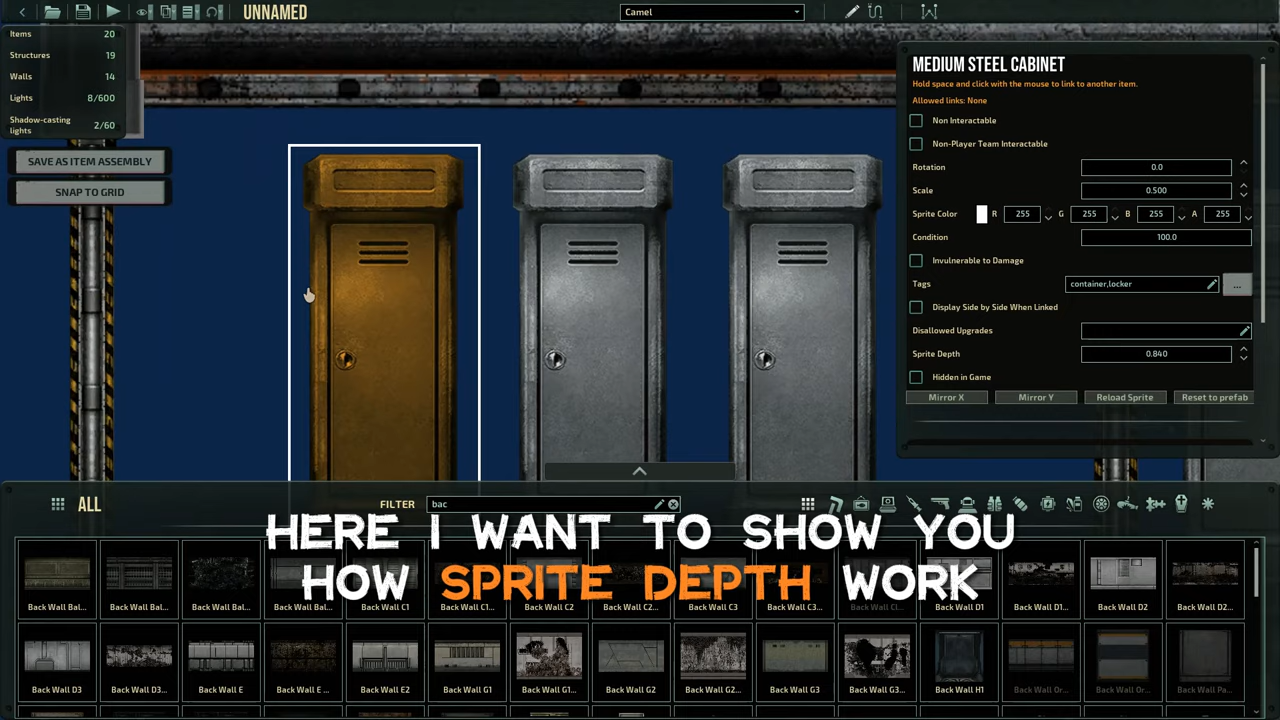 UNNAMED
Camel
Items 20
Structures 19
Walls 14
Lights 8/600
Shadow-casting
lights 2/60
SAVE AS ITEM ASSEMBLY
SNAP TO GRID
MEDIUM STEEL CABINET
Hold space and click with the mouse to link to another item.
Allowed links: None
Non Interactable
Non-Player Team Interactable
Rotation 0.0
Scale 0.500
Sprite Color R 255 G 255 B 255 A 255
Condition 100.0
Invulnerable to Damage
Tags container,locker ...
Display Side by Side When Linked
Disallowed Upgrades
Sprite Depth 0.840
Hidden in Game
Mirror X Mirror Y Reload Sprite Reset to prefab
ALL FILTER bac
HERE I WANT TO SHOW YOU
HOW SPRITE DEPTH WORK
Back Wall Bal... Back Wall Bal... Back Wall Bal... Back Wall Bal... Back Wall C1 Back Wall C1... Back Wall C2 Back Wall C2... Back Wall C3 Back Wall C3... Back Wall D1 Back Wall D1... Back Wall D2 Back Wall D2...
Back Wall D3 Back Wall D3... Back Wall E Back Wall E ... Back Wall E2 Back Wall G1 Back Wall G1... Back Wall G2 Back Wall G2... Back Wall G3 Back Wall G3... Back Wall H1 Back Wall Or... Back Wall Or... Back Wall Pa...